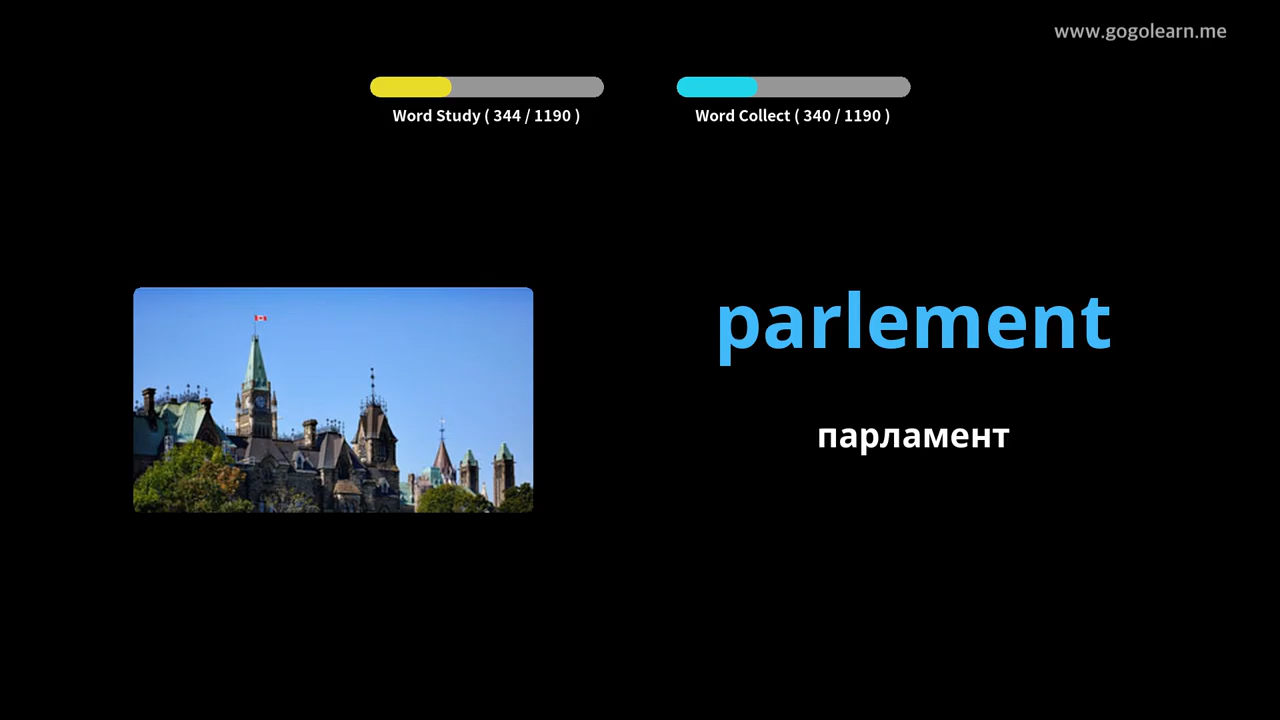 www.gogolearn.me
Word Study ( 344 / 1190 )
Word Collect ( 340 / 1190 )
parlement
парламент